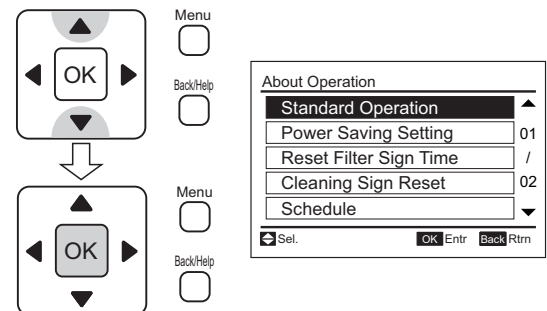 Menu
OK
Back/Help
Menu
OK
Back/Help
About Operation
Standard Operation
Power Saving Setting 01
Reset Filter Sign Time /
Cleaning Sign Reset 02
Schedule
Sel. OK Entr Back Rtrn